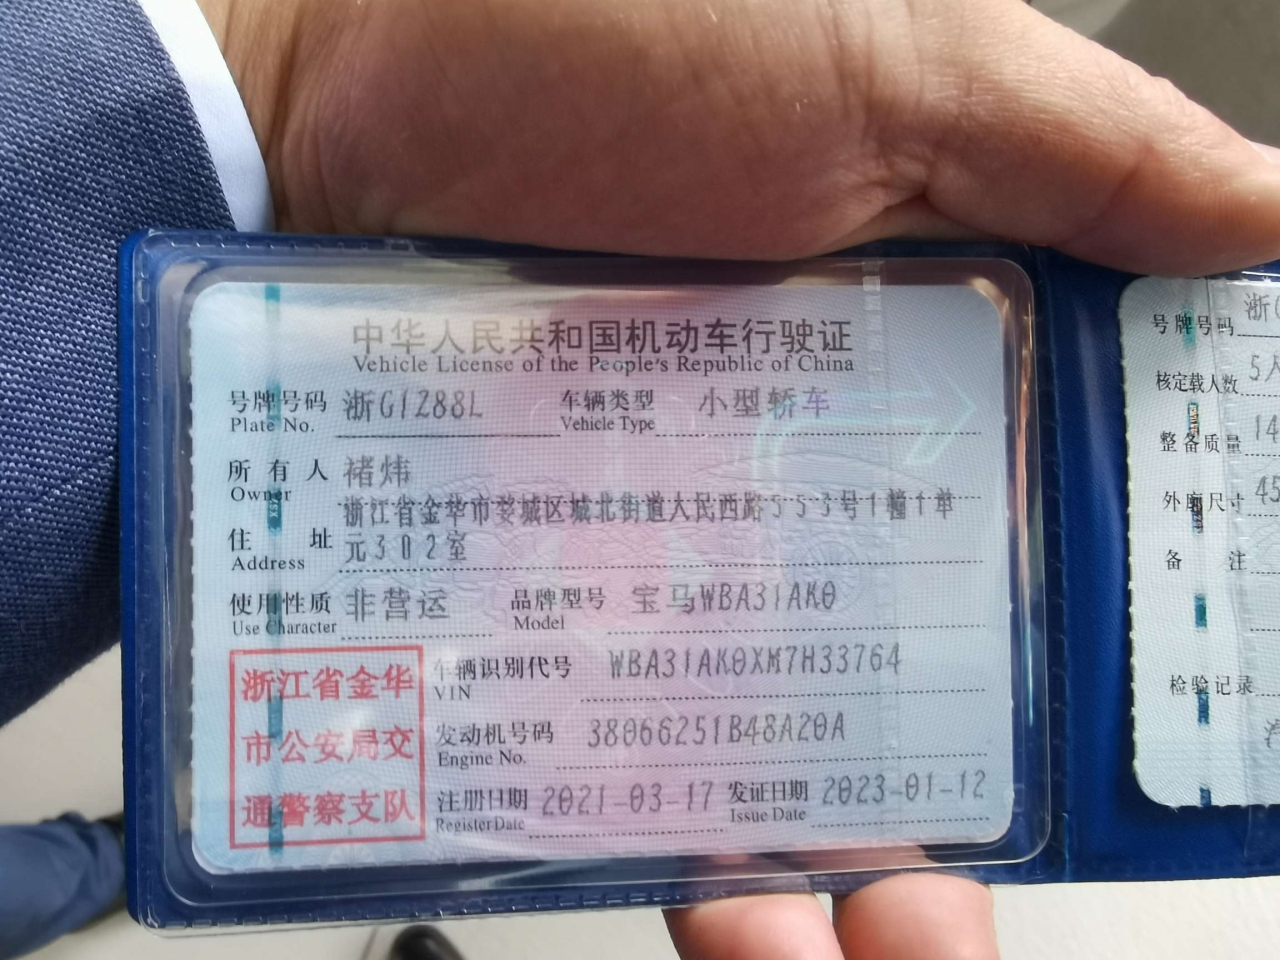 中华人民共和国机动车行驶证
Vehicle License of the People's Republic of China
号牌号码 浙G1Z88L 车辆类型 小型轿车
Plate No. Vehicle Type
所有人 褚炜
Owner
浙江省金华市婺城区城北街道人民西路553号1幢1单
住址 元302室
Address
使用性质 非营运 品牌型号 宝马WBA31AK0
Use Character Model
浙江省金华
市公安局交
通警察支队
车辆识别代号 WBA31AK0XM7H33764
VIN
发动机号码 38066251B48A20A
Engine No.
注册日期 2021-03-17 发证日期 2023-01-12
Register Date Issue Date
号牌号码 浙
核定载人数 5人
整备质量 14
外廓尺寸 45
备注
检验记录